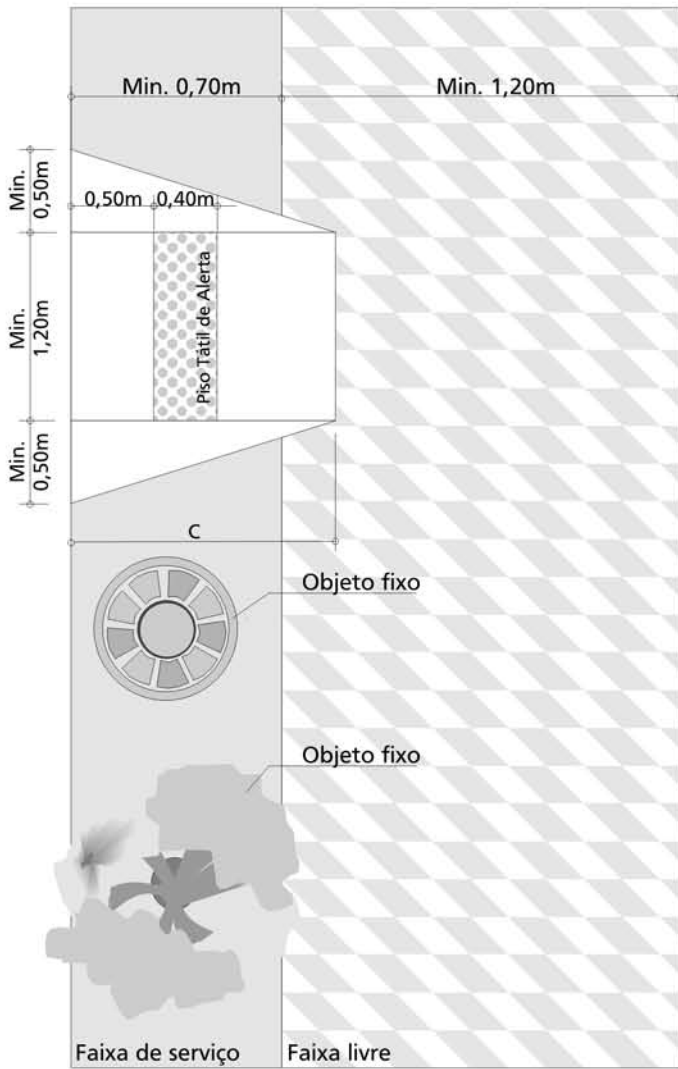 Min. 0,70m
Min. 1,20m
Min.
0,50m
0,50m
0,40m
Min.
1,20m
Piso Tátil de Alerta
Min.
0,50m
C
Objeto fixo
Objeto fixo
Faixa de serviço
Faixa livre